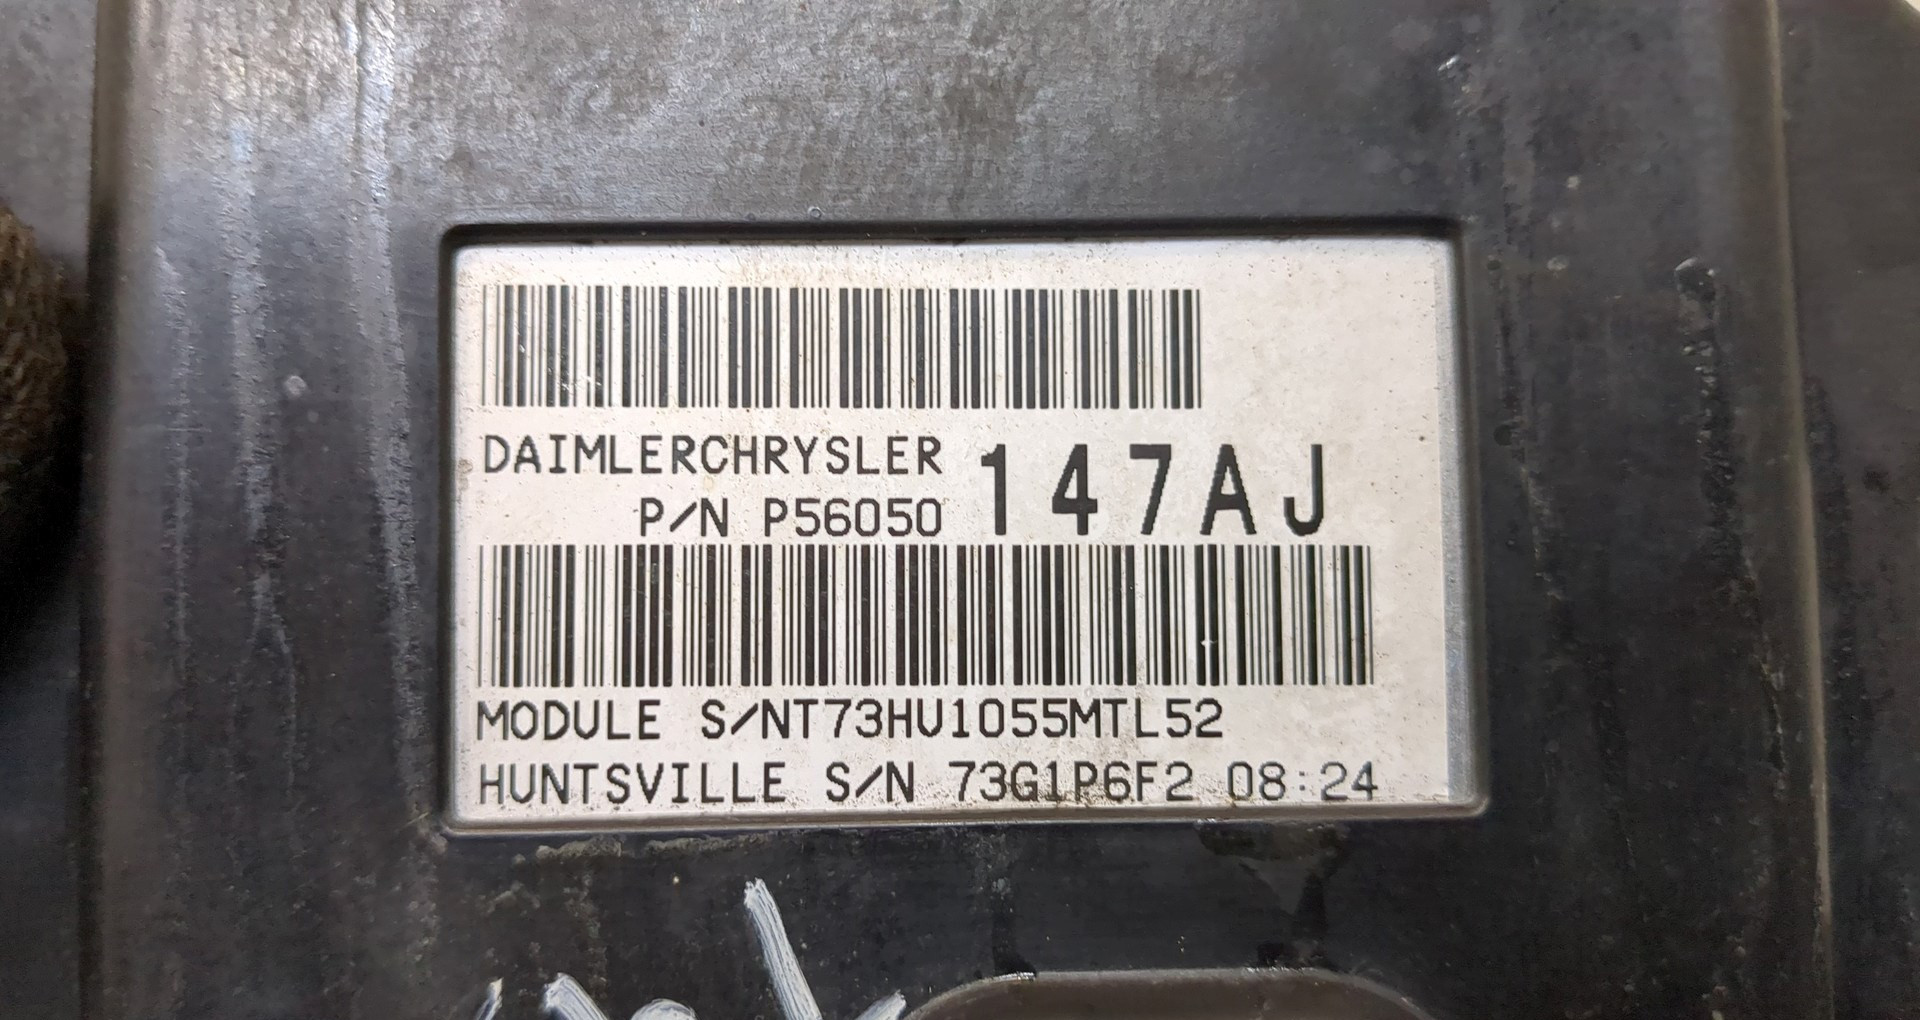 DAIMLERCHRYSLER 147AJ
P/N P56050
MODULE S/NT73HU1055MTL52
HUNTSVILLE S/N 73G1P6F2 08:24